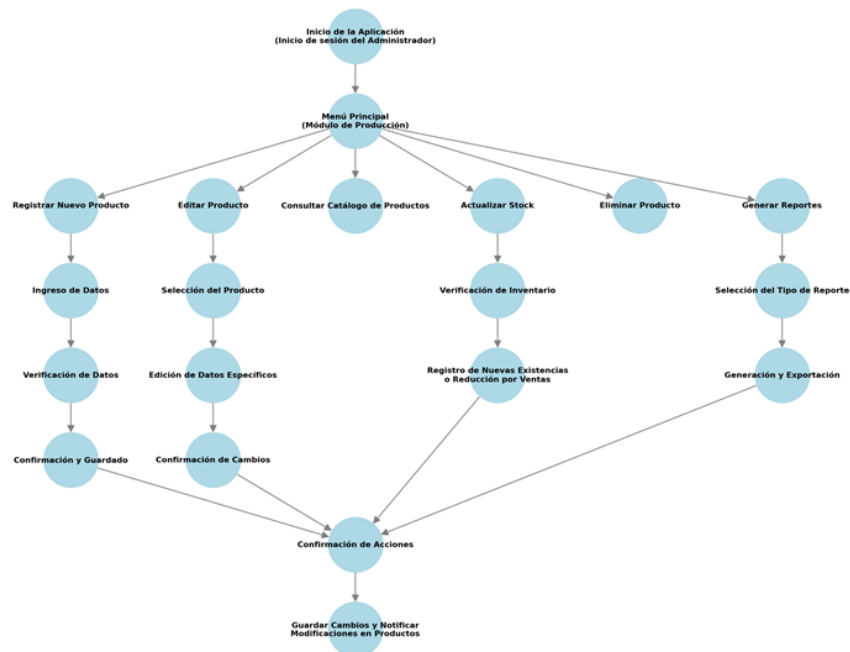 Inicio de la Aplicación
(Inicio de sesión del Administrador)
Menú Principal
(Módulo de Producción)
Registrar Nuevo Producto
Editar Producto
Consultar Catálogo de Productos
Actualizar Stock
Eliminar Producto
Generar Reportes
Ingreso de Datos
Selección del Producto
Verificación de Inventario
Selección del Tipo de Reporte
Verificación de Datos
Edición de Datos Específicos
Registro de Nuevas Existencias
o Reducción por Ventas
Generación y Exportación
Confirmación y Guardado
Confirmación de Cambios
Confirmación de Acciones
Guardar Cambios y Notificar
Modificaciones en Productos